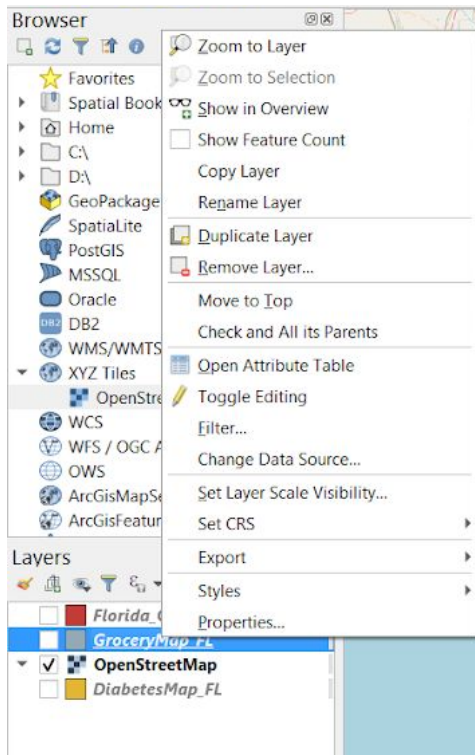 Browser
Favorites
Spatial Book
Home
C:\
D:\
GeoPackage
SpatiaLite
PostGIS
MSSQL
Oracle
DB2
DB2
WMS/WMTS
XYZ Tiles
OpenStre
WCS
WFS / OGC A
OWS
ArcGisMapSe
ArcGisFeatur
Zoom to Layer
Zoom to Selection
Show in Overview
Show Feature Count
Copy Layer
Rename Layer
Duplicate Layer
Remove Layer...
Move to Top
Check and All its Parents
Open Attribute Table
Toggle Editing
Filter...
Change Data Source...
Set Layer Scale Visibility...
Set CRS
Export
Styles
Properties...
Layers
Florida_
GroceryMap_FL
OpenStreetMap
DiabetesMap_FL